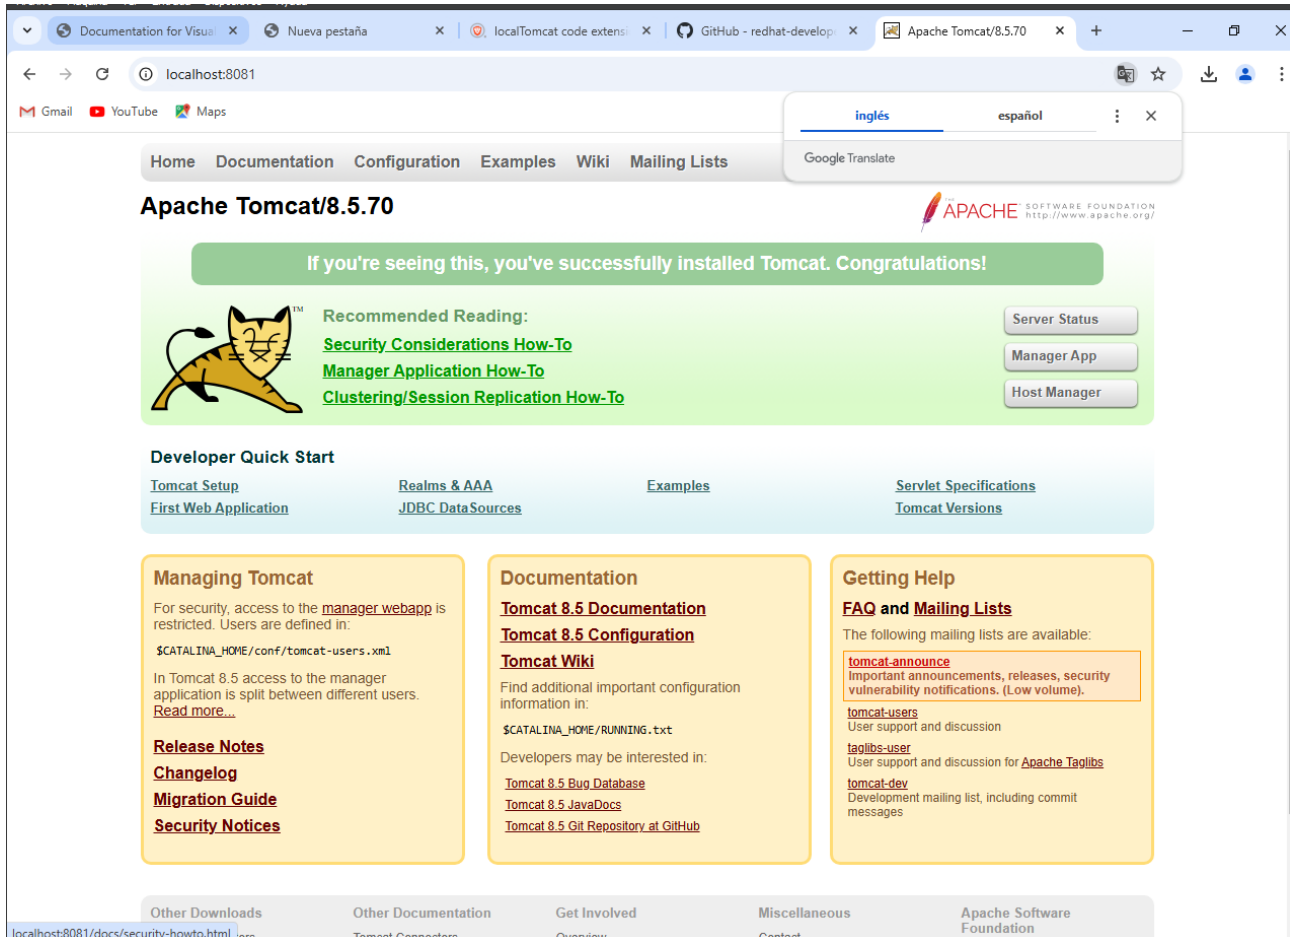 Documentation for Visual
Nueva pestaña
localTomcat code extensi
GitHub - redhat-develop
Apache Tomcat/8.5.70
localhost:8081
Gmail
YouTube
Maps
inglés
español
Google Translate
Home Documentation Configuration Examples Wiki Mailing Lists
Apache Tomcat/8.5.70
THE
APACHE SOFTWARE FOUNDATION
http://www.apache.org/
If you're seeing this, you've successfully installed Tomcat. Congratulations!
TM
Recommended Reading:
Security Considerations How-To
Manager Application How-To
Clustering/Session Replication How-To
Server Status
Manager App
Host Manager
Developer Quick Start
Tomcat Setup
First Web Application
Realms & AAA
JDBC DataSources
Examples
Servlet Specifications
Tomcat Versions
Managing Tomcat
For security, access to the manager webapp is
restricted. Users are defined in:
$CATALINA_HOME/conf/tomcat-users.xml
In Tomcat 8.5 access to the manager
application is split between different users.
Read more...
Release Notes
Changelog
Migration Guide
Security Notices
Documentation
Tomcat 8.5 Documentation
Tomcat 8.5 Configuration
Tomcat Wiki
Find additional important configuration
information in:
$CATALINA_HOME/RUNNING.txt
Developers may be interested in:
Tomcat 8.5 Bug Database
Tomcat 8.5 JavaDocs
Tomcat 8.5 Git Repository at GitHub
Getting Help
FAQ and Mailing Lists
The following mailing lists are available:
tomcat-announce
Important announcements, releases, security
vulnerability notifications. (Low volume).
tomcat-users
User support and discussion
taglibs-user
User support and discussion for Apache Taglibs
tomcat-dev
Development mailing list, including commit
messages
Other Downloads
Other Documentation
Tomcat Connectors
Get Involved
Overview
Miscellaneous
Contact
Apache Software
Foundation
localhost:8081/docs/security-howto.html